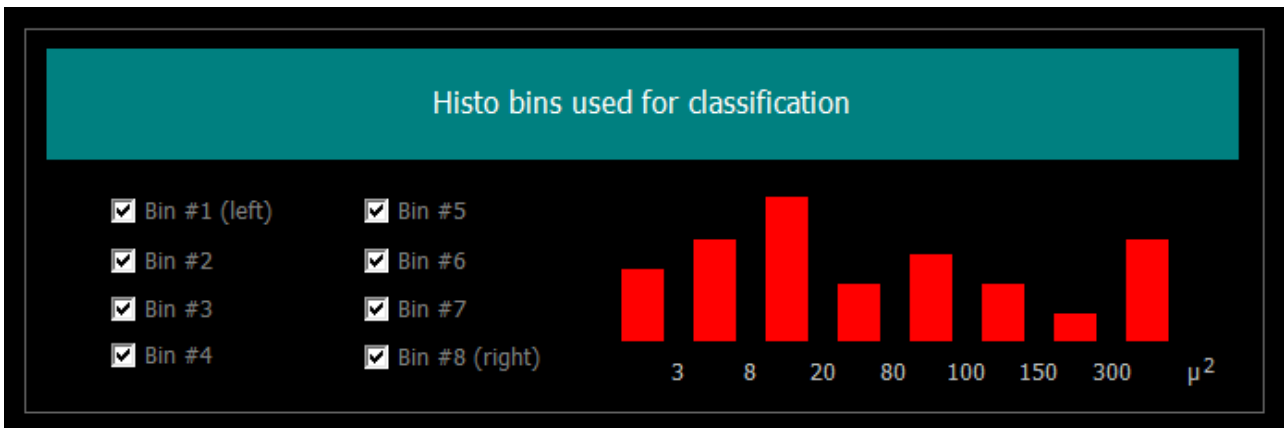 Histo bins used for classification
Bin #1 (left)
Bin #2
Bin #3
Bin #4
Bin #5
Bin #6
Bin #7
Bin #8 (right)
3 8 20 80 100 150 300 µ²